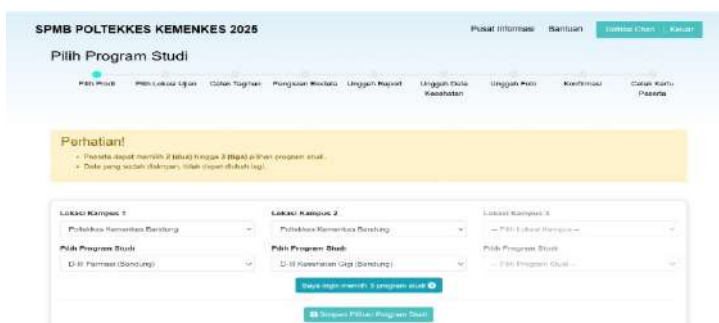 SPMB POLTEKKES KEMENKES 2025
Pusat Informasi Bantuan Keluar
Pilih Program Studi
Pilih Prodi Pilih Lokasi Ujian Cetak Tagihan Pengisian Biodata Unggah Raport Unggah Data Kesehatan Unggah Foto Konfirmasi Cetak Kartu Peserta
Perhatian!
Peserta dapat memilih 2 (dua) hingga 3 (tiga) pilihan program studi.
Data yang sudah disimpan, tidak dapat diubah lagi.
Lokasi Kampus 1 Lokasi Kampus 2 Lokasi Kampus 3
Poltekkes Kemenkes Bandung Poltekkes Kemenkes Bandung -- Pilih Lokasi Kampus --
Pilih Program Studi Pilih Program Studi Pilih Program Studi
D-III Farmasi (Bandung) D-III Kesehatan Gigi (Bandung) -- Pilih Program Studi --
Saya ingin memilih 3 program studi
Simpan Pilihan Program Studi